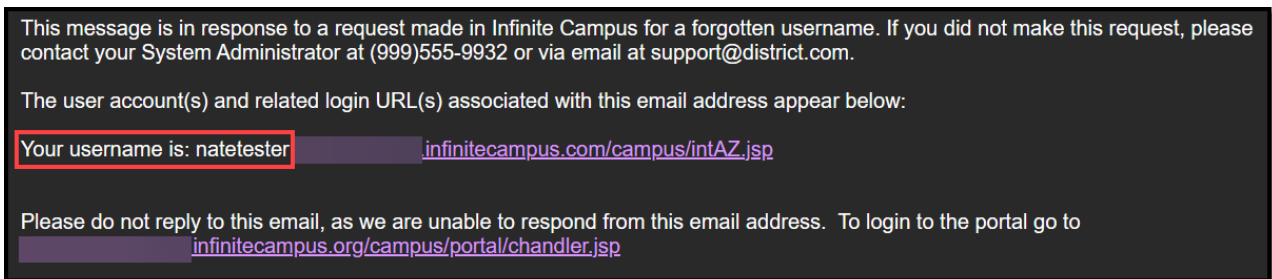 This message is in response to a request made in Infinite Campus for a forgotten username. If you did not make this request, please
contact your System Administrator at (999)555-9932 or via email at support@district.com.
The user account(s) and related login URL(s) associated with this email address appear below:
Your username is: natetester .infinitecampus.com/campus/intAZ.jsp
Please do not reply to this email, as we are unable to respond from this email address.  To login to the portal go to
infinitecampus.org/campus/portal/chandler.jsp